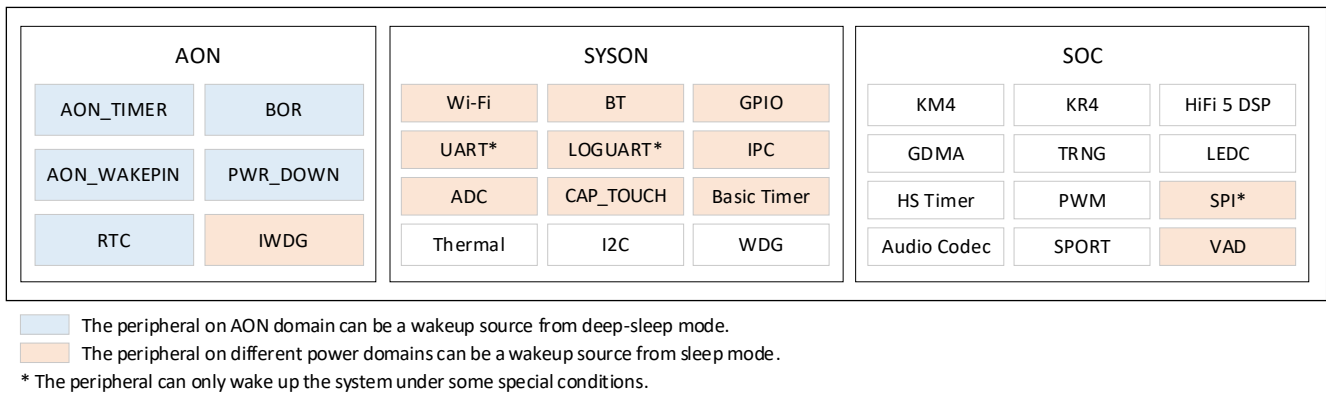 AON
AON_TIMER
BOR
AON_WAKEPIN
PWR_DOWN
RTC
IWDG
SYSON
Wi-Fi
BT
GPIO
UART*
LOGUART*
IPC
ADC
CAP_TOUCH
Basic Timer
Thermal
I2C
WDG
SOC
KM4
KR4
HiFi 5 DSP
GDMA
TRNG
LEDC
HS Timer
PWM
SPI*
Audio Codec
SPORT
VAD
The peripheral on AON domain can be a wakeup source from deep-sleep mode.
The peripheral on different power domains can be a wakeup source from sleep mode.
* The peripheral can only wake up the system under some special conditions.